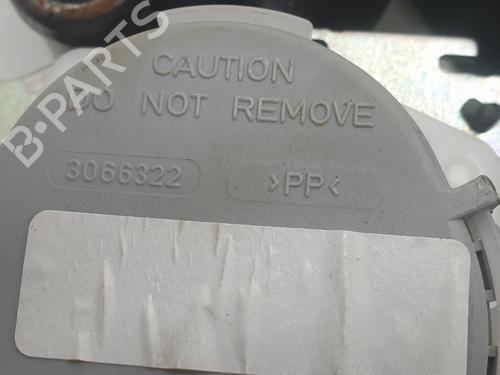 CAUTION
DO NOT REMOVE
3066322 >PP<
B-PARTS